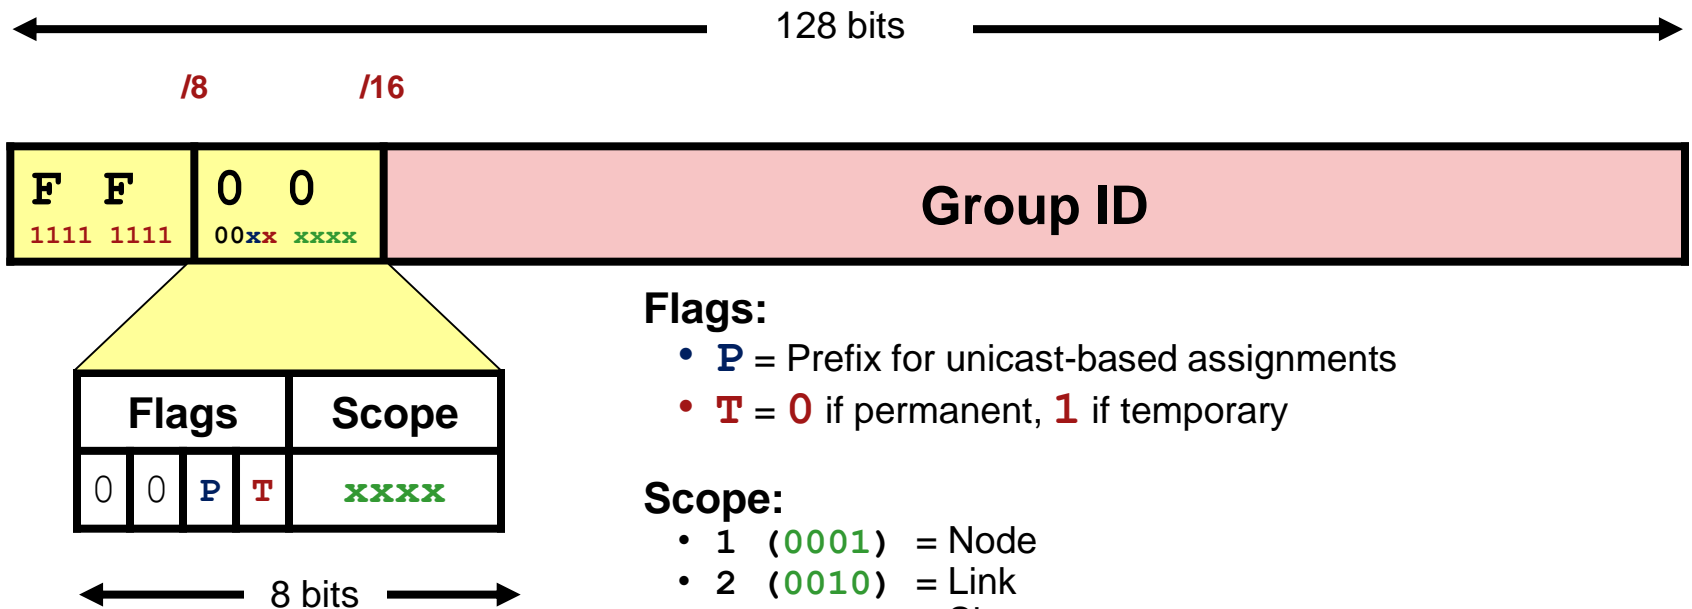 128 bits
/8 /16
F F 0 0
1111 1111 00xx xxxx
Group ID
Flags:
• P = Prefix for unicast-based assignments
• T = 0 if permanent, 1 if temporary
Flags Scope
0 0 P T xxxx
Scope:
• 1 (0001) = Node
• 2 (0010) = Link
8 bits